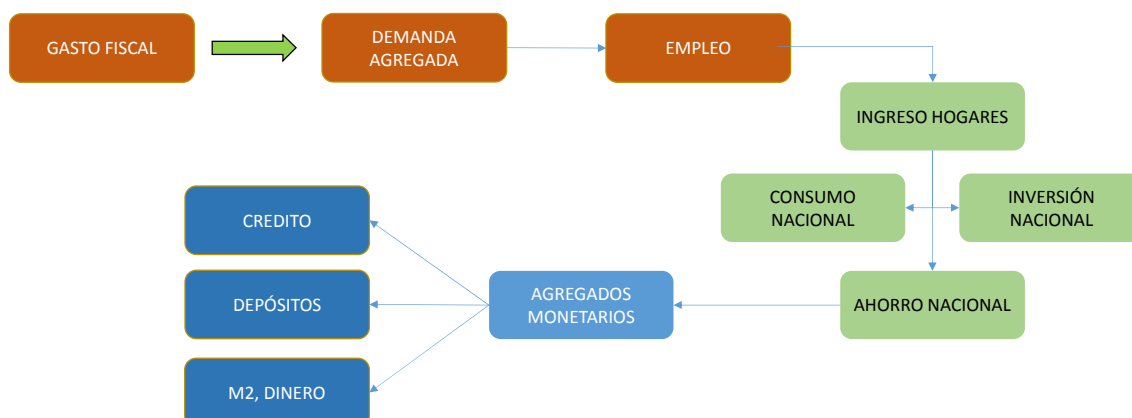 GASTO FISCAL
DEMANDA
AGREGADA
EMPLEO
INGRESO HOGARES
CONSUMO
NACIONAL
INVERSIÓN
NACIONAL
CREDITO
DEPÓSITOS
AGREGADOS
MONETARIOS
AHORRO NACIONAL
M2, DINERO